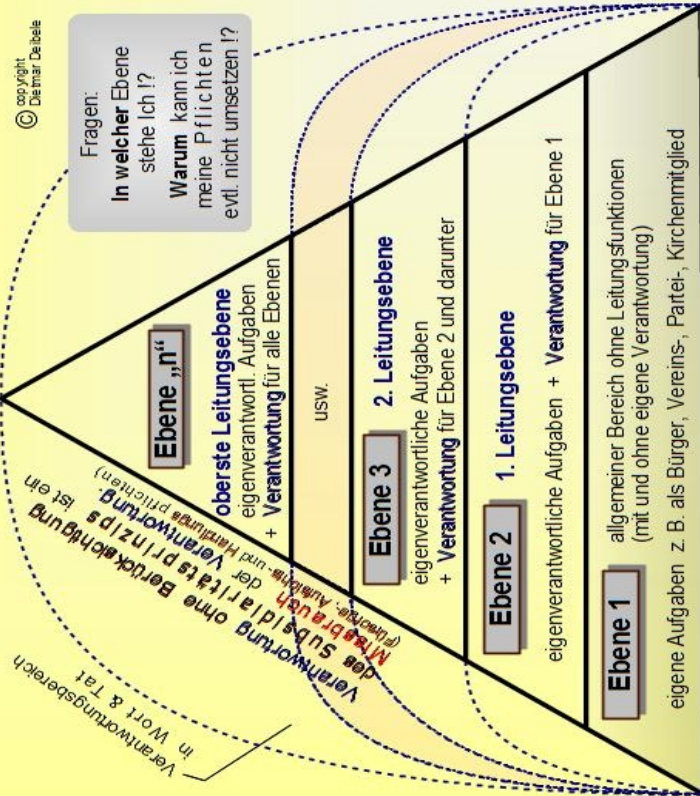 © copyright
Dietmar Deibele
Fragen:
In welcher Ebene
stehe Ich !?
Warum kann ich
meine Pflichten
evtl. nicht umsetzen !?
Verantwortungsbereich
in Wort & Tat
Verantwortung ohne Berücksichtigung
des Subsidiaritätsprinzips ist ein
Missbrauch der Verantwortung.
(Fürsorge-, Aufsichts- und Handlungspflichten)
Ebene „n"
oberste Leitungsebene
eigenverantwortl. Aufgaben
+ Verantwortung für alle Ebenen
usw.
Ebene 3
2. Leitungsebene
eigenverantwortliche Aufgaben
+ Verantwortung für Ebene 2 und darunter
Ebene 2
1. Leitungsebene
eigenverantwortliche Aufgaben + Verantwortung für Ebene 1
Ebene 1
allgemeiner Bereich ohne Leitungsfunktionen
(mit und ohne eigene Verantwortung)
eigene Aufgaben z. B. als Bürger, Vereins-, Partei-, Kirchenmitglied